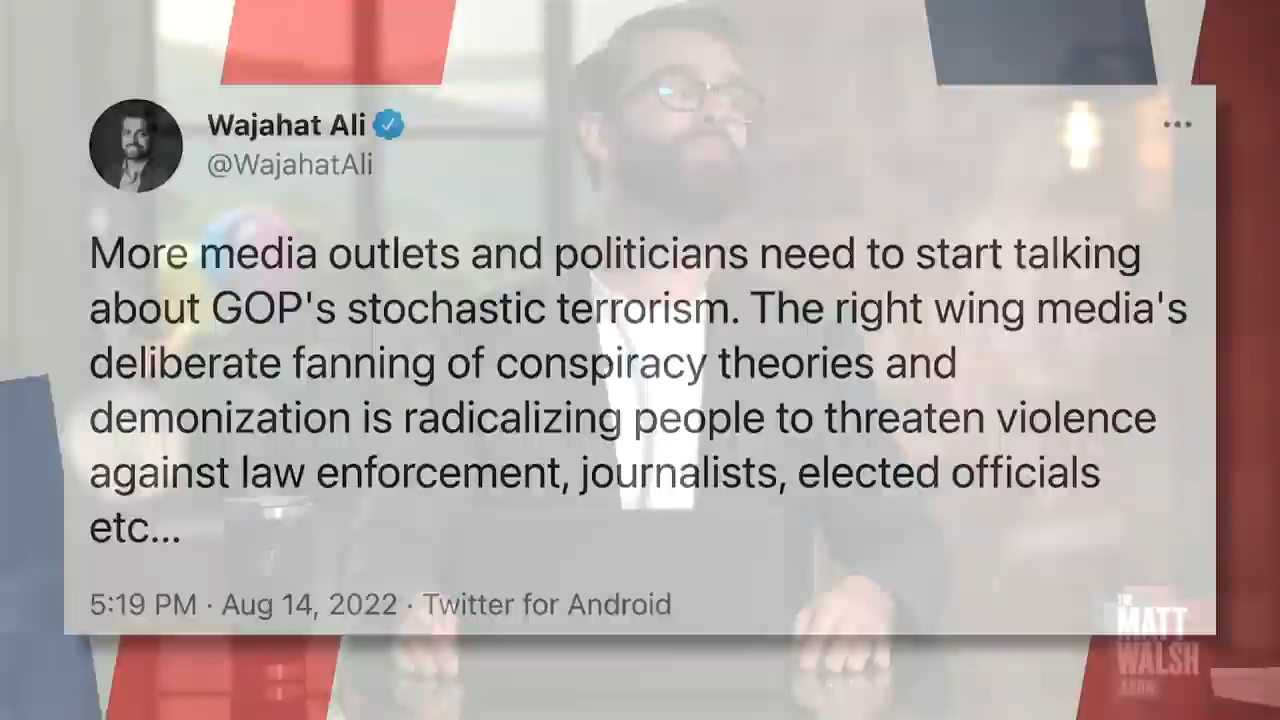 Wajahat Ali
@WajahatAli
More media outlets and politicians need to start talking
about GOP's stochastic terrorism. The right wing media's
deliberate fanning of conspiracy theories and
demonization is radicalizing people to threaten violence
against law enforcement, journalists, elected officials
etc...
5:19 PM · Aug 14, 2022 · Twitter for Android
THE
MATT
WALSH
SHOW